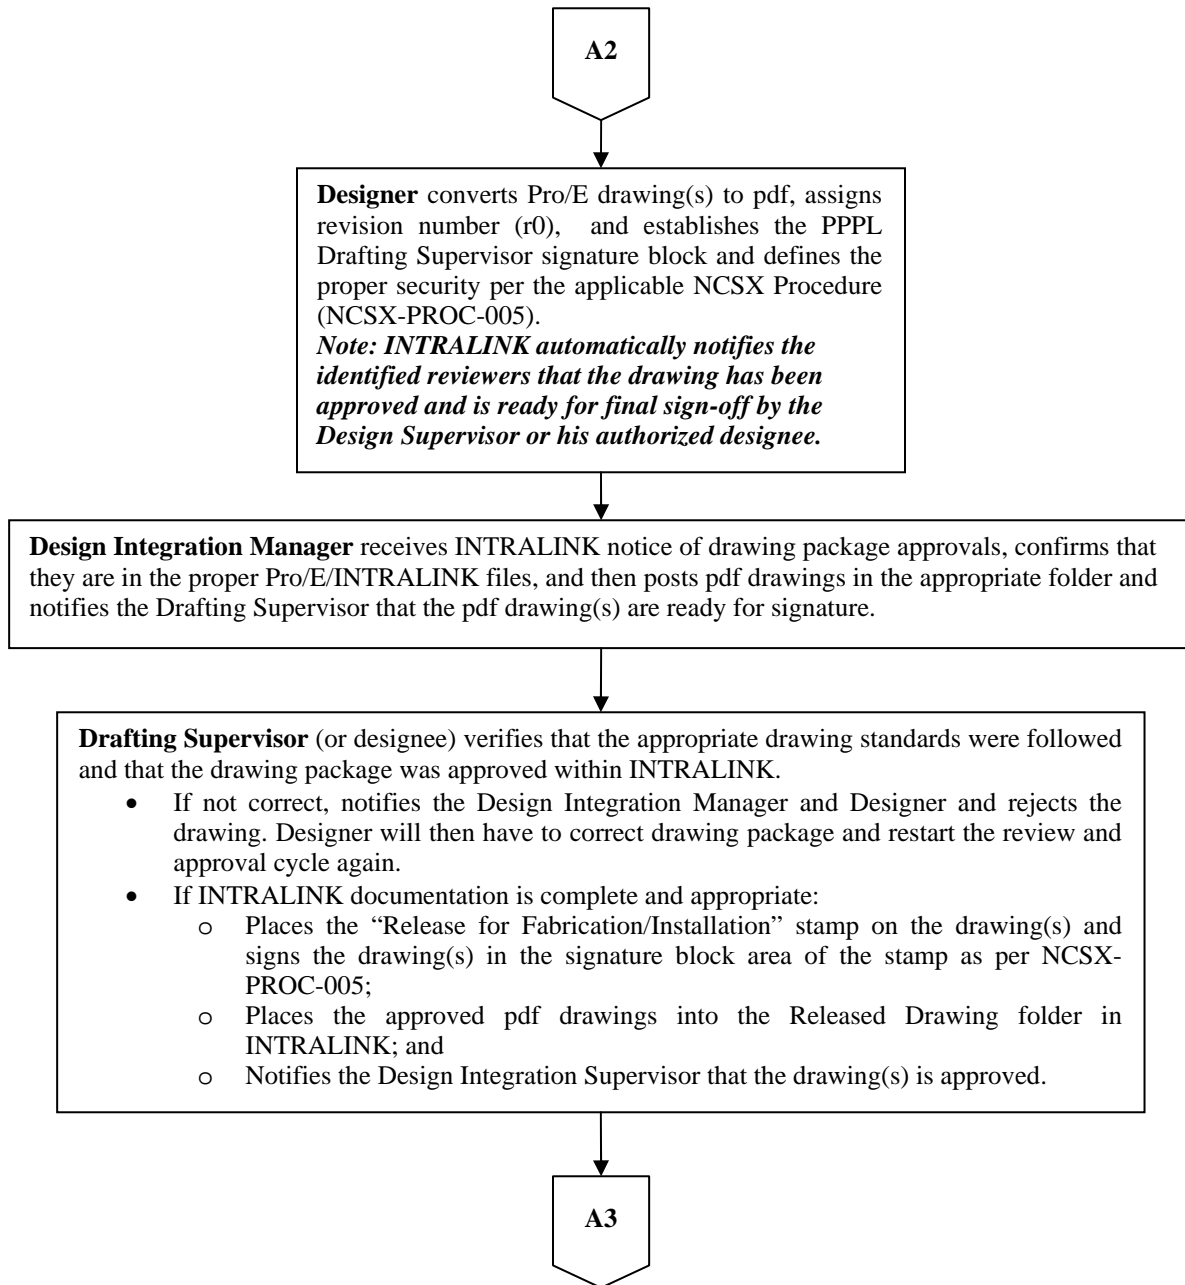 A2
Designer converts Pro/E drawing(s) to pdf, assigns
revision number (r0), and establishes the PPPL
Drafting Supervisor signature block and defines the
proper security per the applicable NCSX Procedure
(NCSX-PROC-005).
Note: INTRALINK automatically notifies the
identified reviewers that the drawing has been
approved and is ready for final sign-off by the
Design Supervisor or his authorized designee.
Design Integration Manager receives INTRALINK notice of drawing package approvals, confirms that
they are in the proper Pro/E/INTRALINK files, and then posts pdf drawings in the appropriate folder and
notifies the Drafting Supervisor that the pdf drawing(s) are ready for signature.
Drafting Supervisor (or designee) verifies that the appropriate drawing standards were followed
and that the drawing package was approved within INTRALINK.
• If not correct, notifies the Design Integration Manager and Designer and rejects the
drawing. Designer will then have to correct drawing package and restart the review and
approval cycle again.
• If INTRALINK documentation is complete and appropriate:
o Places the “Release for Fabrication/Installation” stamp on the drawing(s) and
signs the drawing(s) in the signature block area of the stamp as per NCSX-
PROC-005;
o Places the approved pdf drawings into the Released Drawing folder in
INTRALINK; and
o Notifies the Design Integration Supervisor that the drawing(s) is approved.
A3